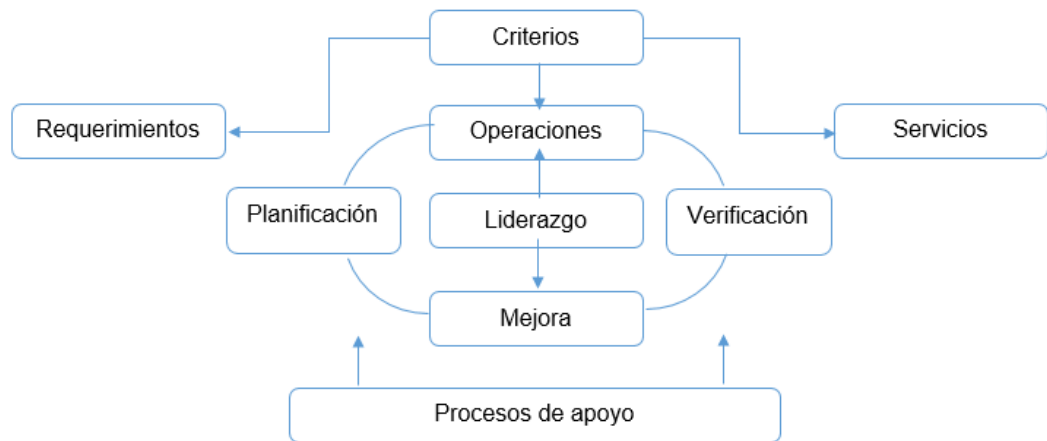 Criterios
Requerimientos
Operaciones
Servicios
Planificación
Liderazgo
Verificación
Mejora
Procesos de apoyo